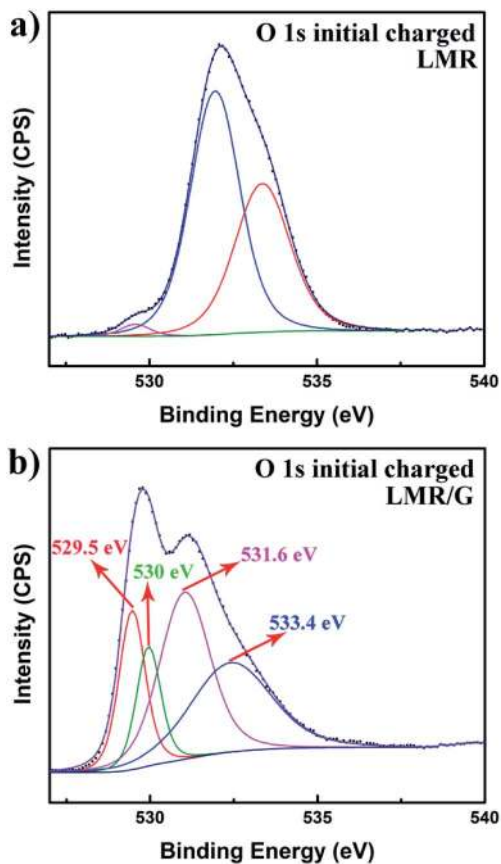 a)
O 1s initial charged
LMR
Intensity (CPS)
530
535
540
Binding Energy (eV)
b)
O 1s initial charged
LMR/G
529.5 eV
530 eV
531.6 eV
533.4 eV
Intensity (CPS)
530
535
540
Binding Energy (eV)